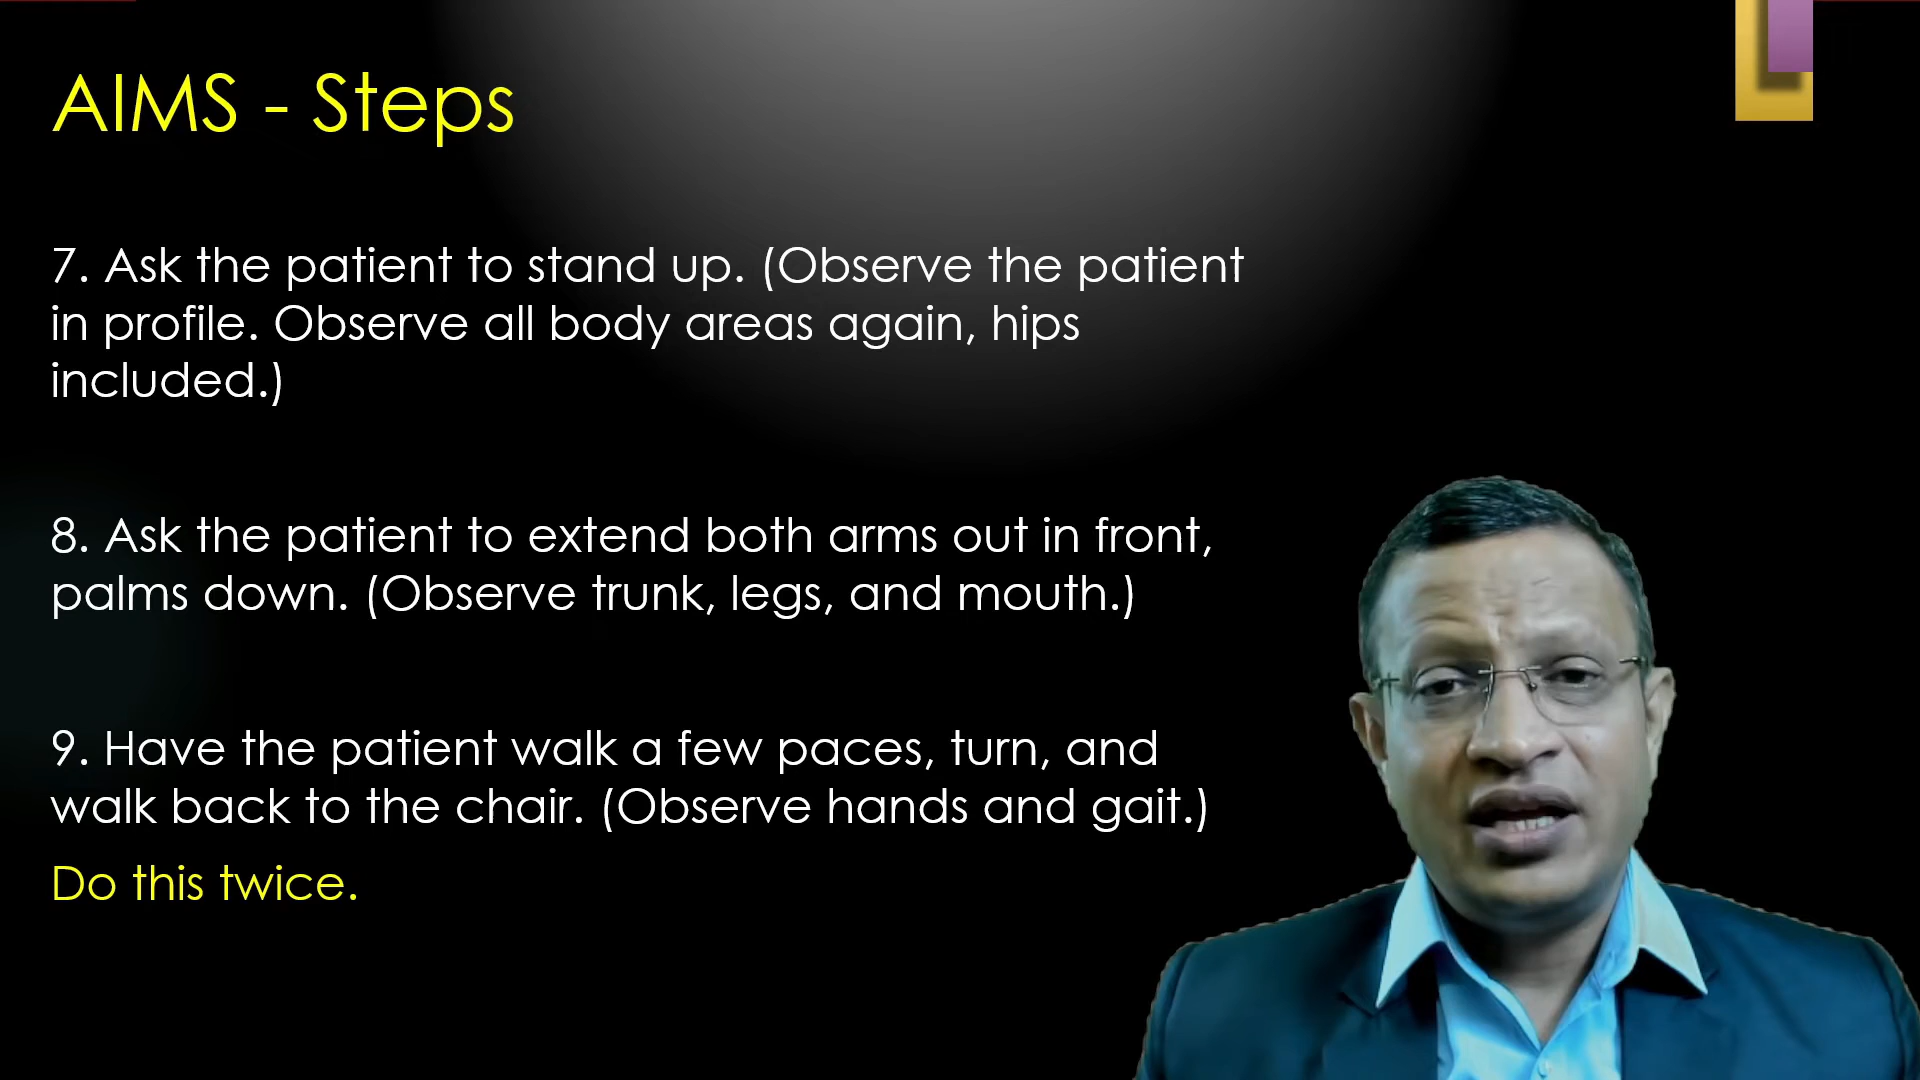 AIMS - Steps
7. Ask the patient to stand up. (Observe the patient
in profile. Observe all body areas again, hips
included.)
8. Ask the patient to extend both arms out in front,
palms down. (Observe trunk, legs, and mouth.)
9. Have the patient walk a few paces, turn, and
walk back to the chair. (Observe hands and gait.)
Do this twice.